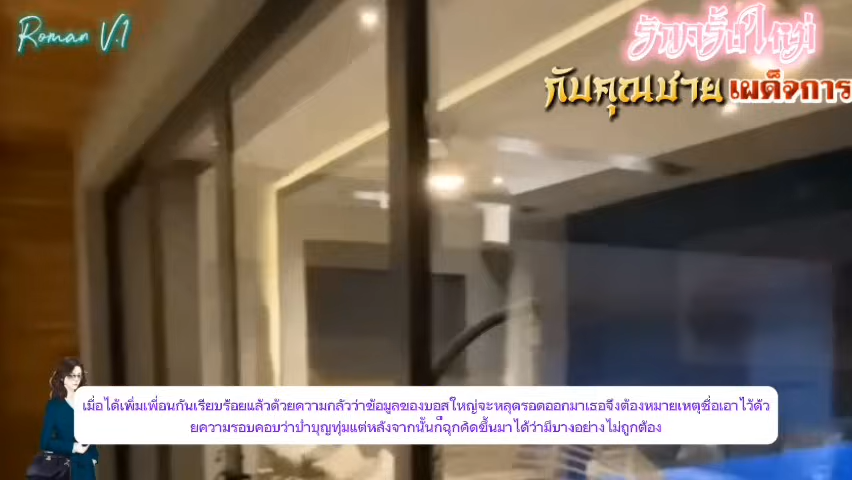 Roman V.1
รักครั้งใหญ่
กับคุณชาย เผด็จการ
เมื่อได้เพิ่มเพื่อนกันเรียบร้อยแล้วด้วยความกลัวว่าข้อมูลของบอสใหญ่จะหลุดรอดออกมาเธอจึงต้องหมายเหตุชื่อเอาไว้ด้ว
ยความรอบคอบว่าป้าบุญทุ่มแต่หลังจากนั้นก็ฉุกคิดขึ้นมาได้ว่ามีบางอย่างไม่ถูกต้อง